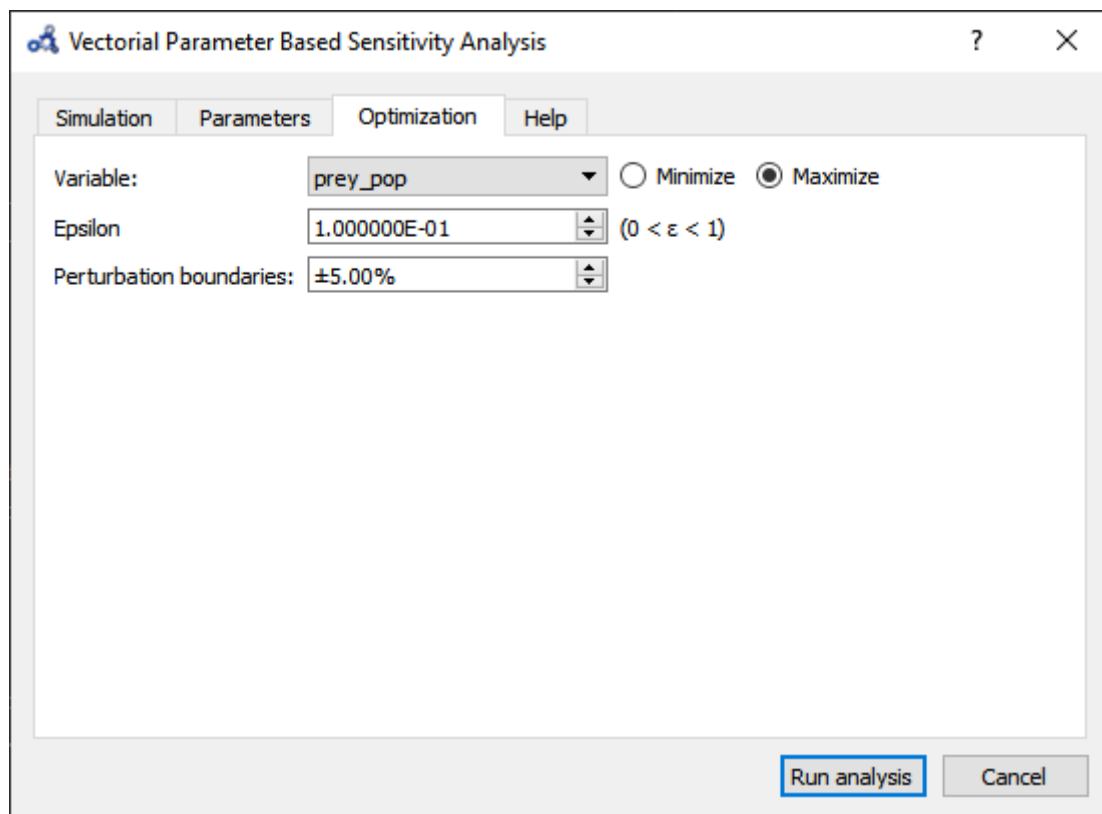 Vectorial Parameter Based Sensitivity Analysis ?
Simulation Parameters Optimization Help
Variable: prey_pop Minimize Maximize
Epsilon 1.000000E-01 (0 < ε < 1)
Perturbation boundaries: ±5.00%
Run analysis Cancel